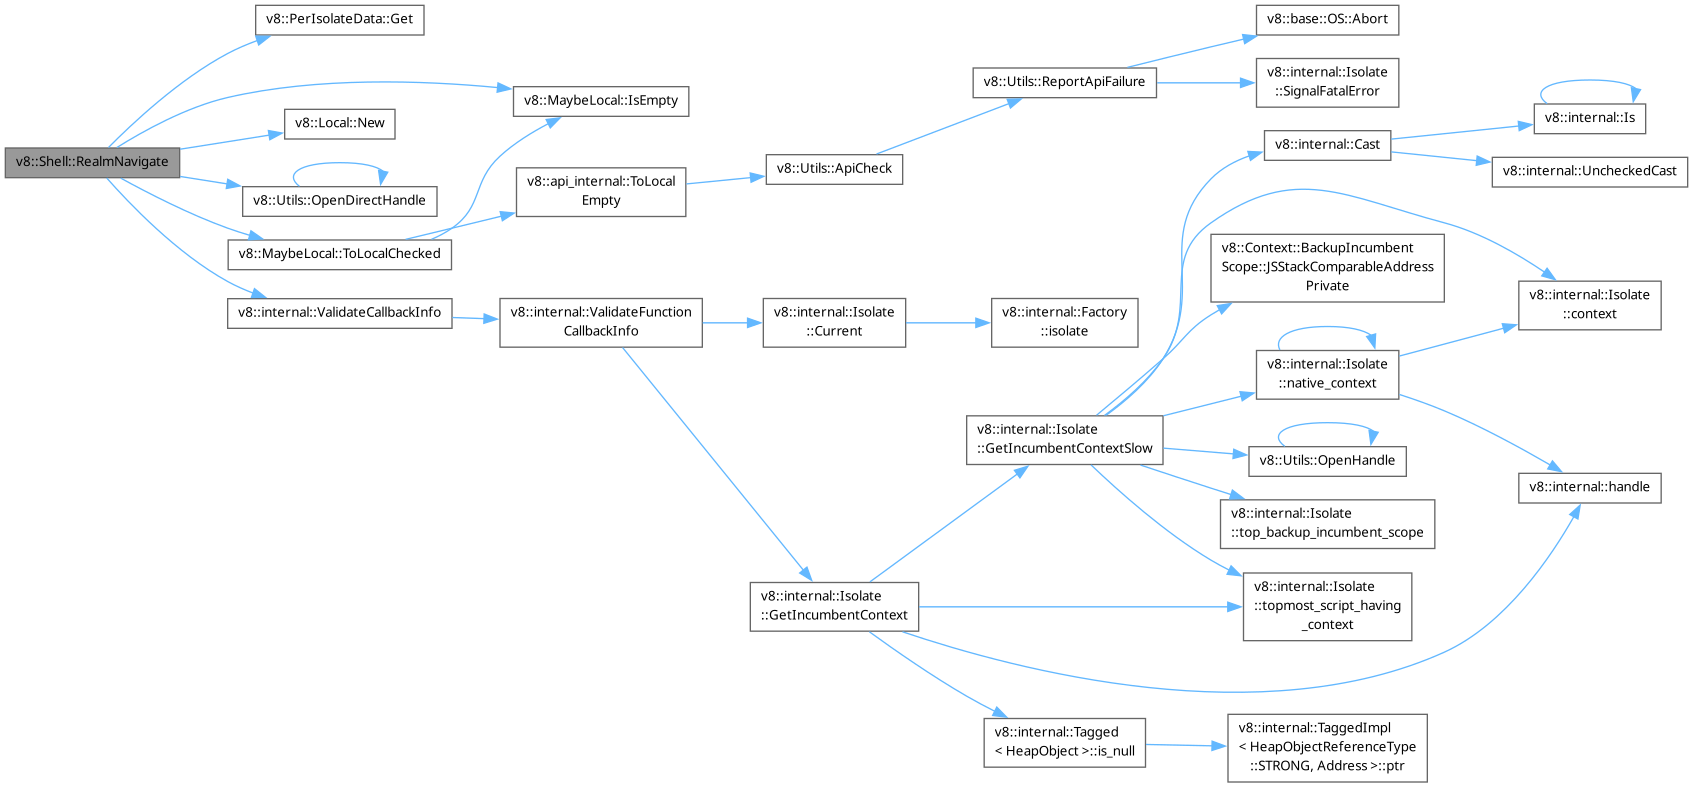 v8::Shell::RealmNavigate
v8::PerIsolateData::Get
v8::MaybeLocal::IsEmpty
v8::Local::New
v8::Utils::OpenDirectHandle
v8::MaybeLocal::ToLocalChecked
v8::internal::ValidateCallbackInfo
v8::api_internal::ToLocal
Empty
v8::Utils::ApiCheck
v8::Utils::ReportApiFailure
v8::base::OS::Abort
v8::internal::Isolate
::SignalFatalError
v8::internal::ValidateFunction
CallbackInfo
v8::internal::Isolate
::Current
v8::internal::Factory
::isolate
v8::internal::Isolate
::GetIncumbentContext
v8::internal::Isolate
::GetIncumbentContextSlow
v8::internal::Cast
v8::internal::Is
v8::internal::UncheckedCast
v8::Context::BackupIncumbent
Scope::JSStackComparableAddress
Private
v8::internal::Isolate
::context
v8::internal::Isolate
::native_context
v8::Utils::OpenHandle
v8::internal::handle
v8::internal::Isolate
::top_backup_incumbent_scope
v8::internal::Isolate
::topmost_script_having
_context
v8::internal::Tagged
< HeapObject >::is_null
v8::internal::TaggedImpl
< HeapObjectReferenceType
::STRONG, Address >::ptr